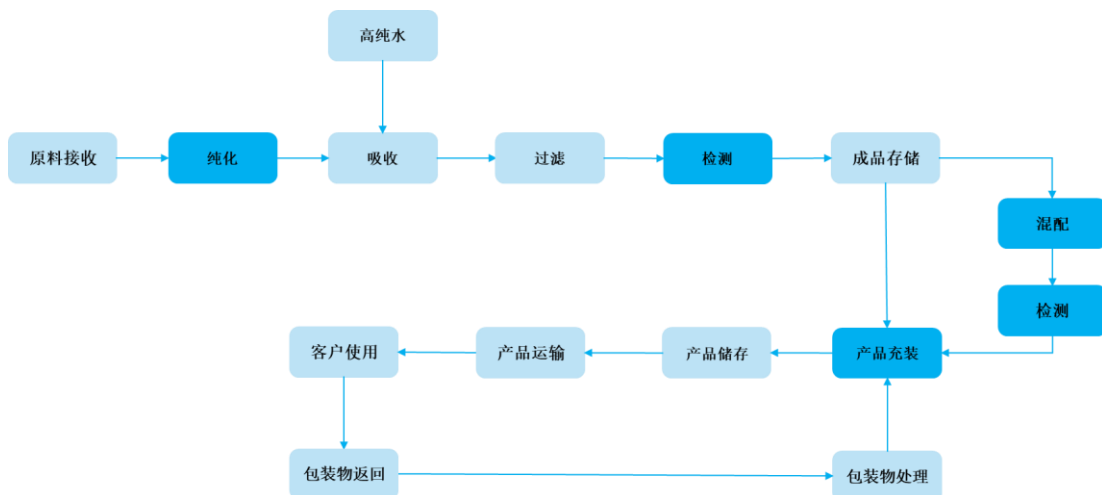 高纯水
原料接收
纯化
吸收
过滤
检测
成品存储
混配
检测
客户使用
产品运输
产品储存
产品充装
包装物返回
包装物处理